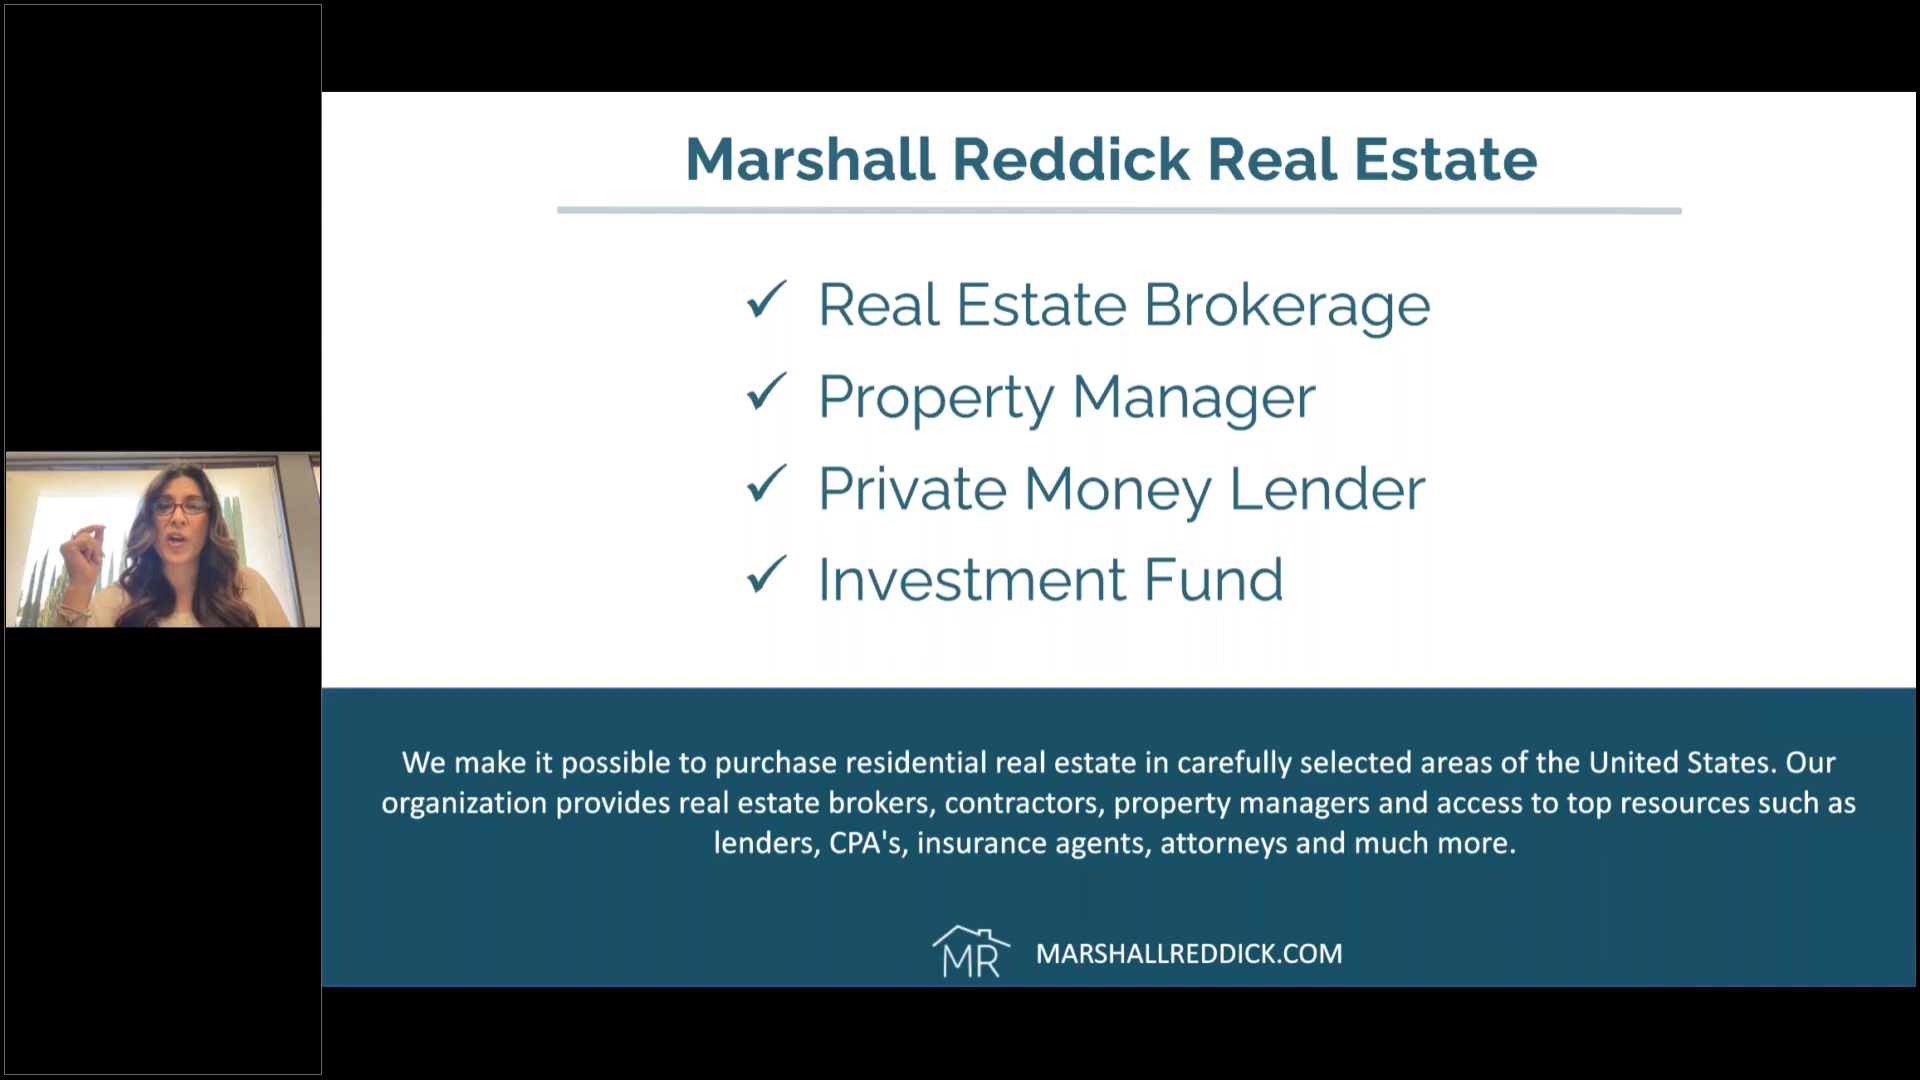 Marshall Reddick Real Estate
✓ Real Estate Brokerage
✓ Property Manager
✓ Private Money Lender
✓ Investment Fund
We make it possible to purchase residential real estate in carefully selected areas of the United States. Our
organization provides real estate brokers, contractors, property managers and access to top resources such as
lenders, CPA's, insurance agents, attorneys and much more.
MR MARSHALLREDDICK.COM